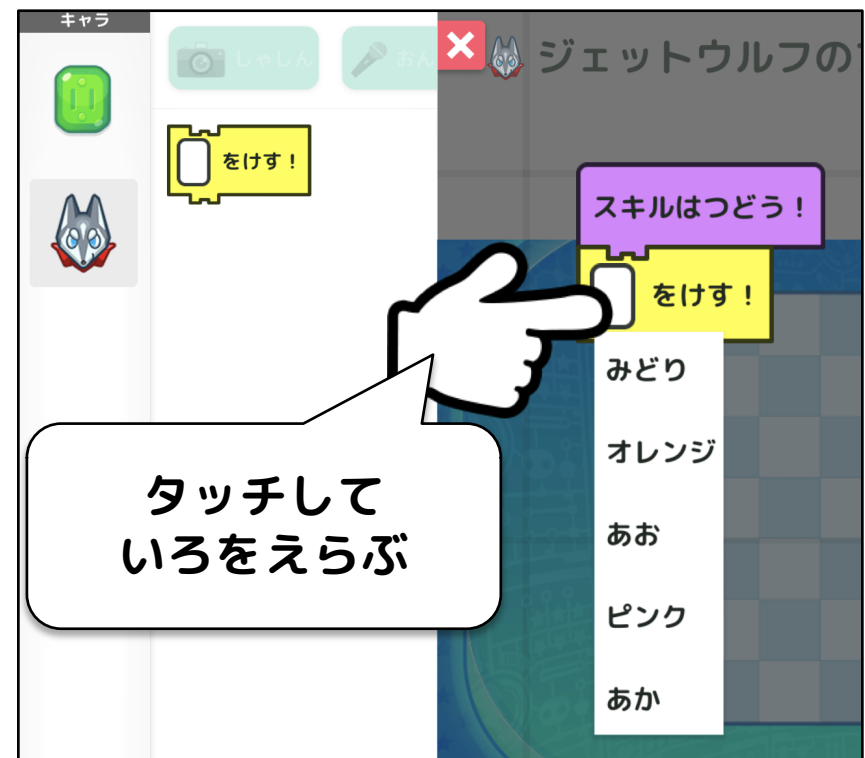 キャラ
しゃしん
おん
ジェットウルフの
をけす！
スキルはつどう！
をけす！
みどり
オレンジ
あお
ピンク
あか
タッチして
いろをえらぶ